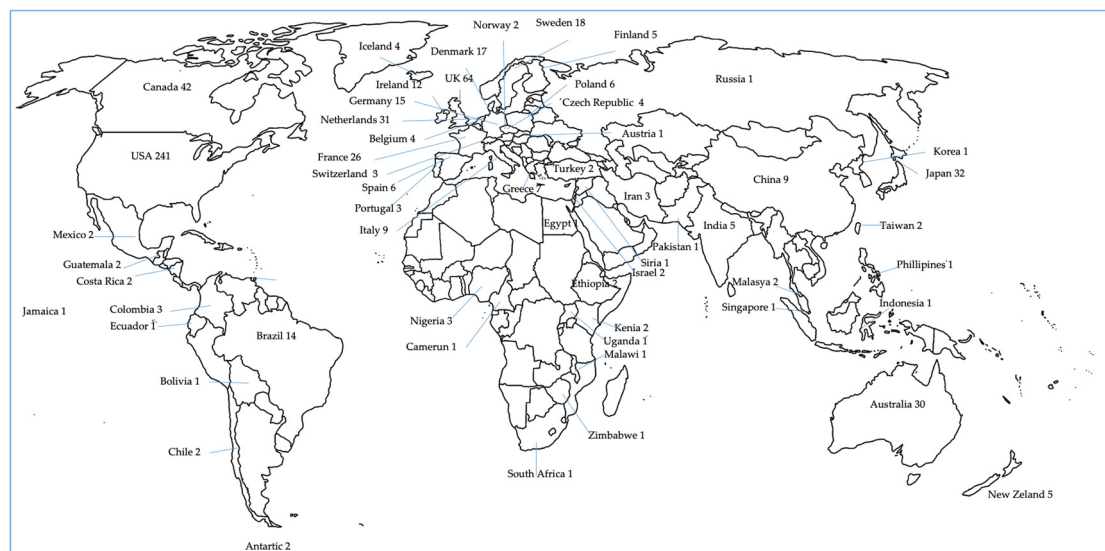 Norway 2
Sweden 18
Finland 5
Iceland 4
Denmark 17
Russia 1
Canada 42
Ireland 12
UK 64
Poland 6
Germany 15
Czech Republic 4
Netherlands 31
Belgium 4
Austria 1
USA 241
France 26
Korea 1
Switzerland 3
Turkey 2
China 9
Japan 32
Spain 6
Greece 7
Iran 3
Portugal 3
Italy 9
Egypt 1
India 5
Taiwan 2
Mexico 2
Pakistan 1
Guatemala 2
Siria 1
Phillipines 1
Costa Rica 2
Israel 2
Ethiopia 2
Malasya 2
Jamaica 1
Colombia 3
Singapore 1
Indonesia 1
Ecuador 1
Nigeria 3
Kenia 2
Brazil 14
Camerun 1
Uganda 1
Malawi 1
Bolivia 1
Australia 30
Zimbabwe 1
Chile 2
South Africa 1
New Zeland 5
Antartic 2